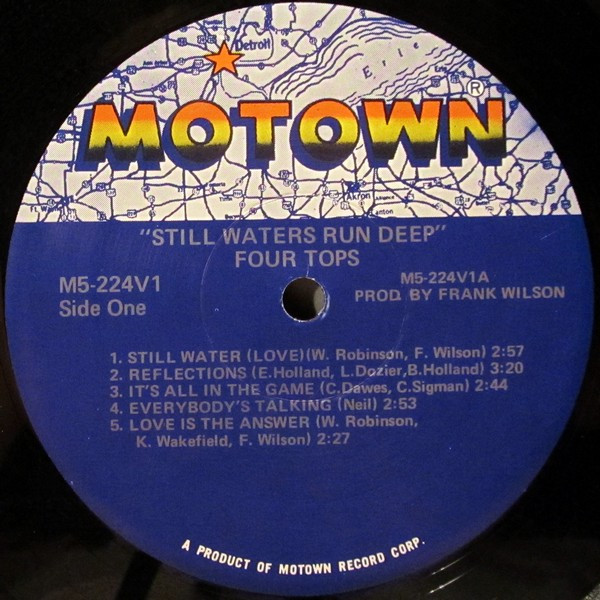 Detroit
Ann Arbor
Erie
MOTOWN®
Akron
Canton
"STILL WATERS RUN DEEP"
FOUR TOPS
M5-224V1
Side One
M5-224V1A
PROD. BY FRANK WILSON
1. STILL WATER (LOVE)(W. Robinson, F. Wilson) 2:57
2. REFLECTIONS (E.Holland, L.Dozier,B.Holland) 3:20
3. IT'S ALL IN THE GAME (C.Dawes, C.Sigman) 2:44
4. EVERYBODY'S TALKING (Neil) 2:53
5. LOVE IS THE ANSWER (W. Robinson,
K. Wakefield, F. Wilson) 2:27
A PRODUCT OF MOTOWN RECORD CORP.